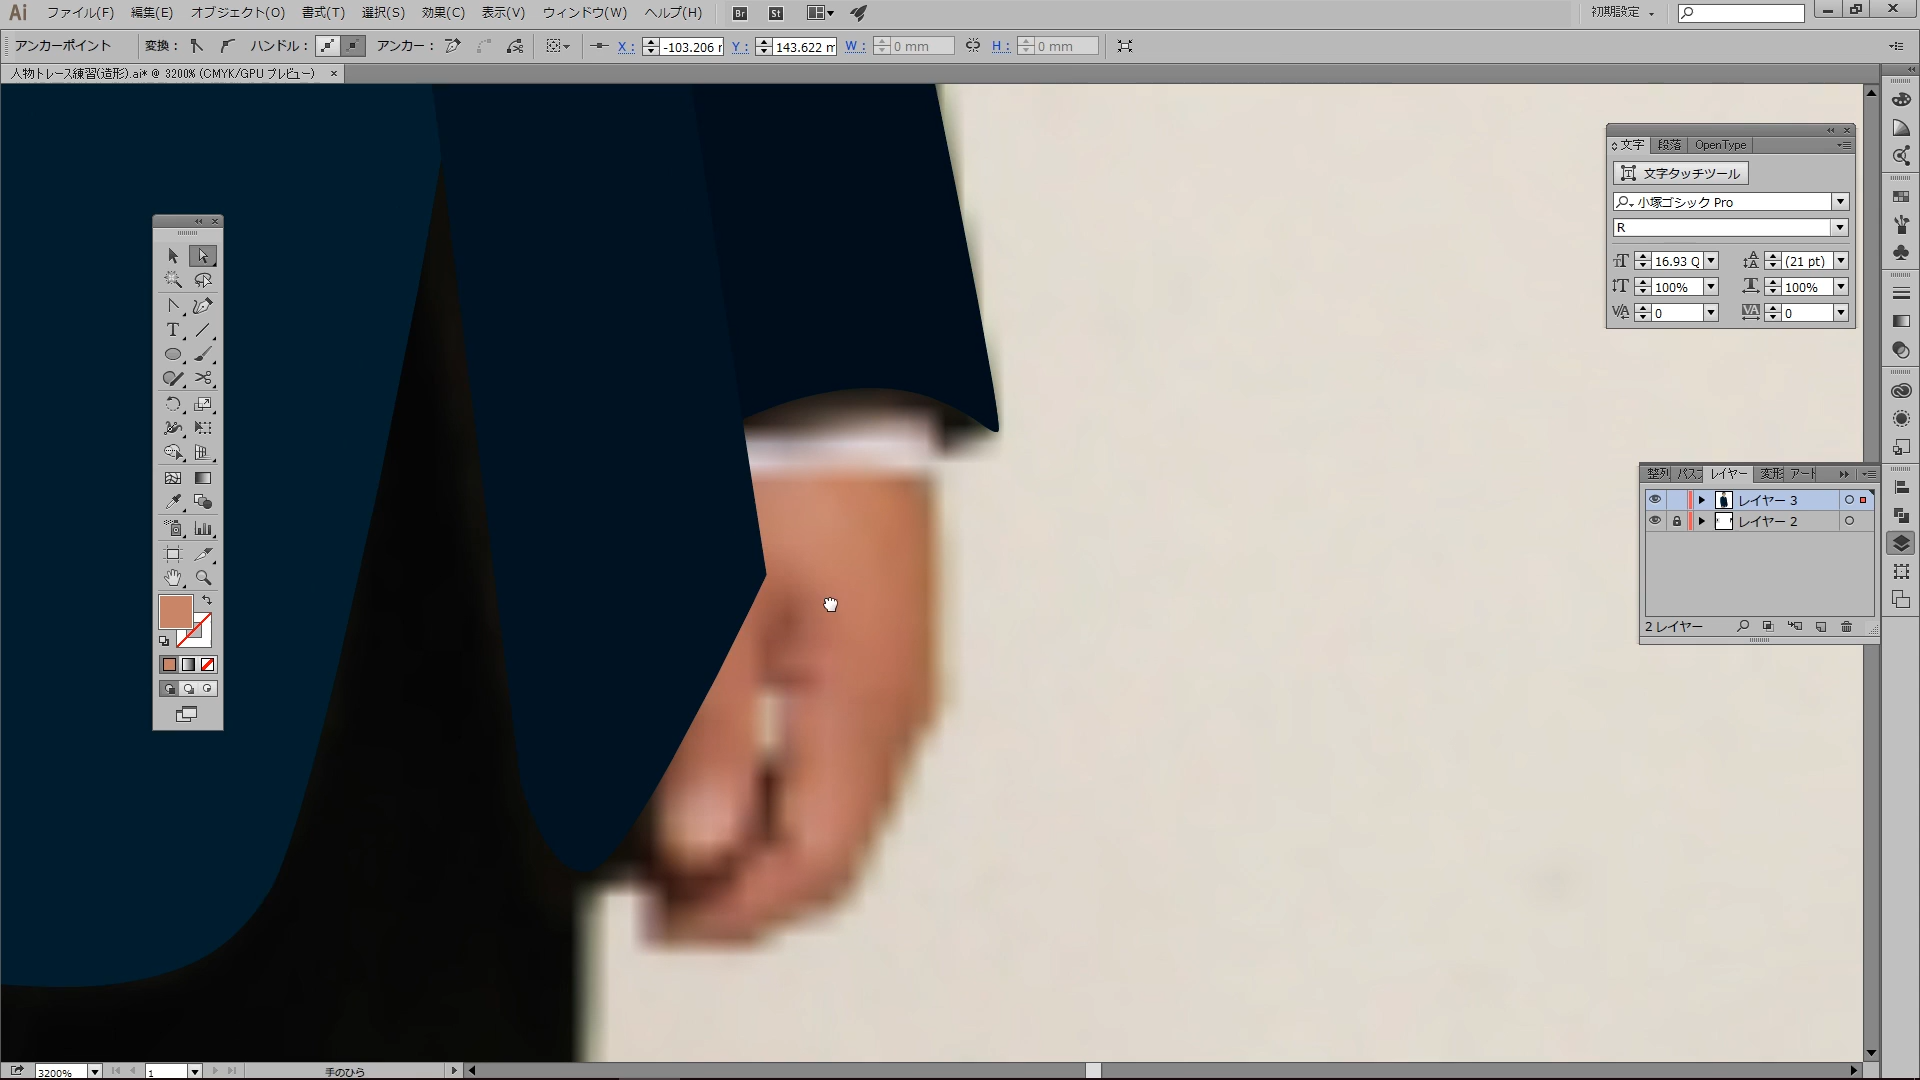 Ai ファイル(F) 編集(E) オブジェクト(O) 書式(T) 選択(S) 効果(C) 表示(V) ウィンドウ(W) ヘルプ(H) Br St 初期設定
アンカーポイント 変換： ハンドル： アンカー： X： -103.206 r Y： 143.622 m W： 0 mm H： 0 mm
人物トレース練習(造形).ai* @ 3200% (CMYK/GPU プレビュー) ×
文字 段落 OpenType
文字タッチツール
小塚ゴシック Pro
R
16.93 Q (21 pt)
100% 100%
0 0
整列 パスフ レイヤー 変形 アート
レイヤー 3
レイヤー 2
2 レイヤー
3200% 1 手のひら